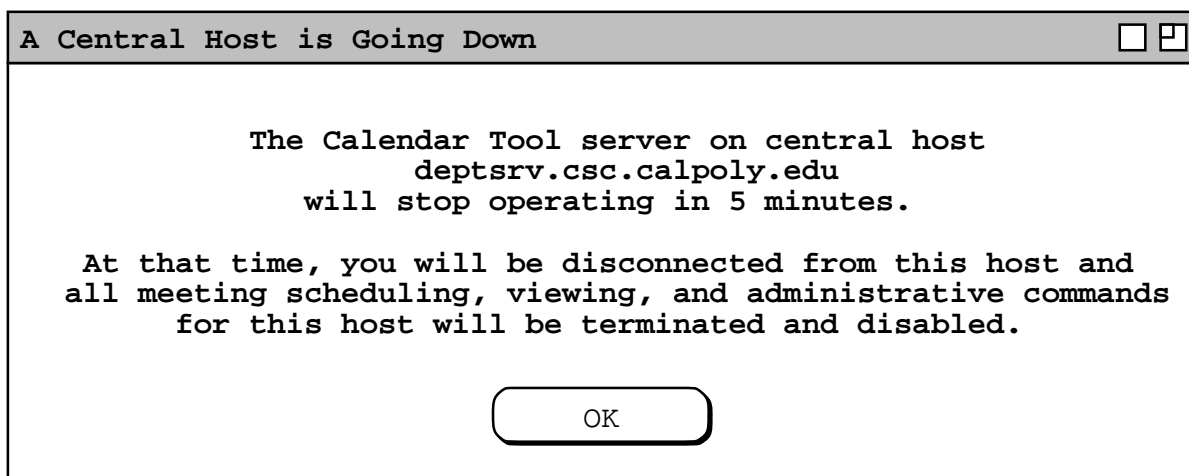 A Central Host is Going Down
The Calendar Tool server on central host
deptsrv.csc.calpoly.edu
will stop operating in 5 minutes.
At that time, you will be disconnected from this host and
all meeting scheduling, viewing, and administrative commands
for this host will be terminated and disabled.
OK